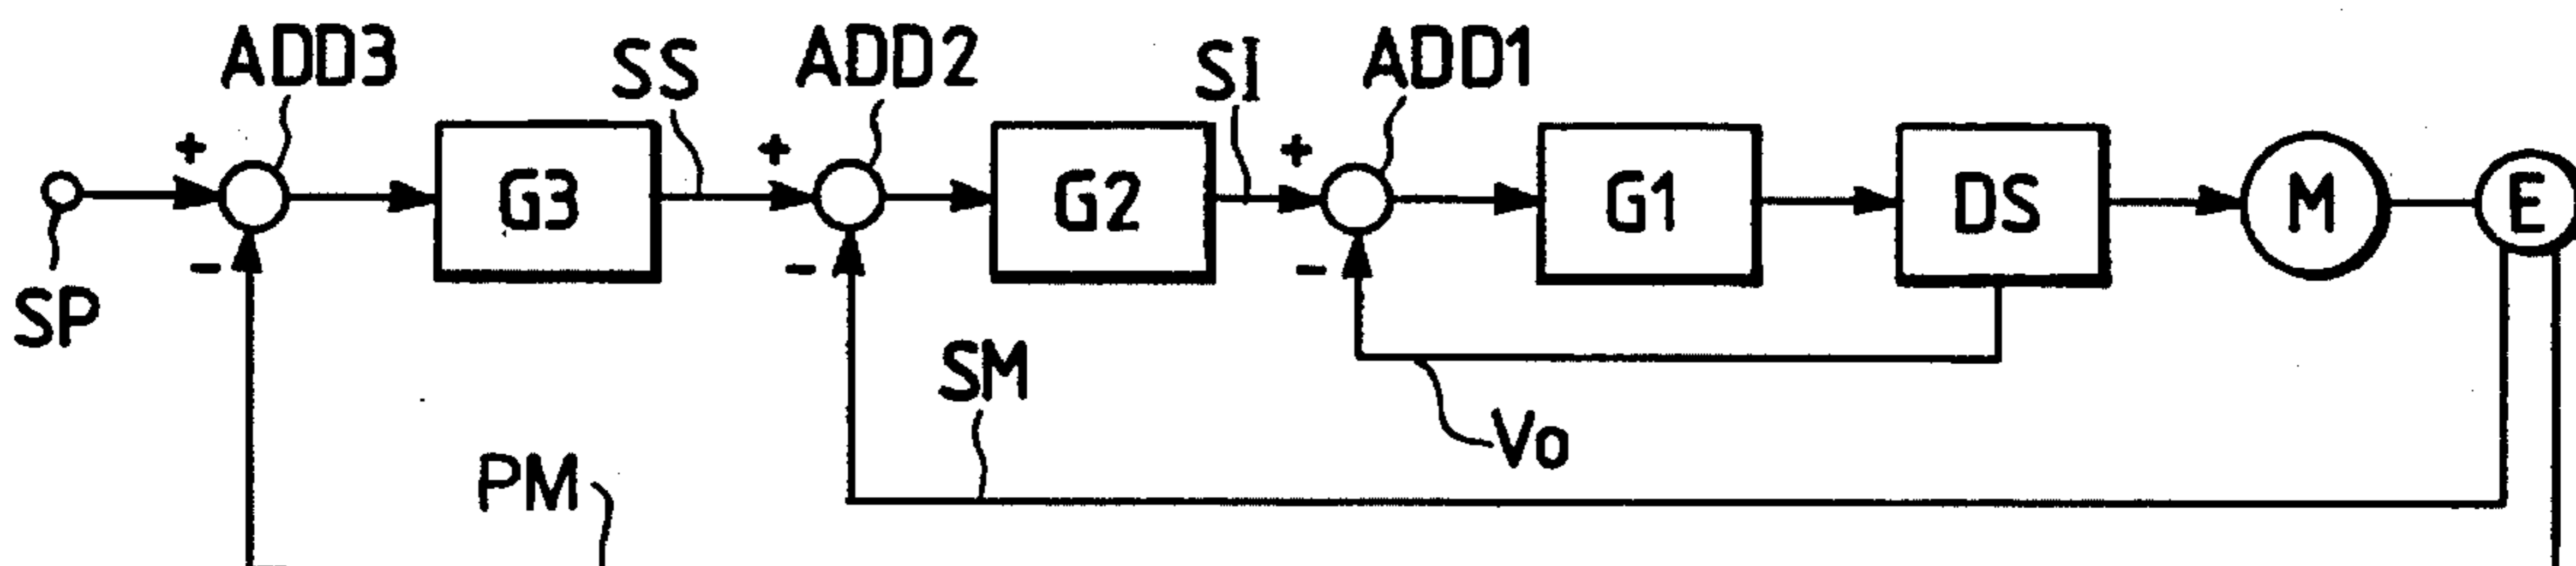 ADD3
SS
ADD2
SI
ADD1
+
+
+
G3
G2
G1
DS
M
E
-
-
-
SP
SM
Vo
PM